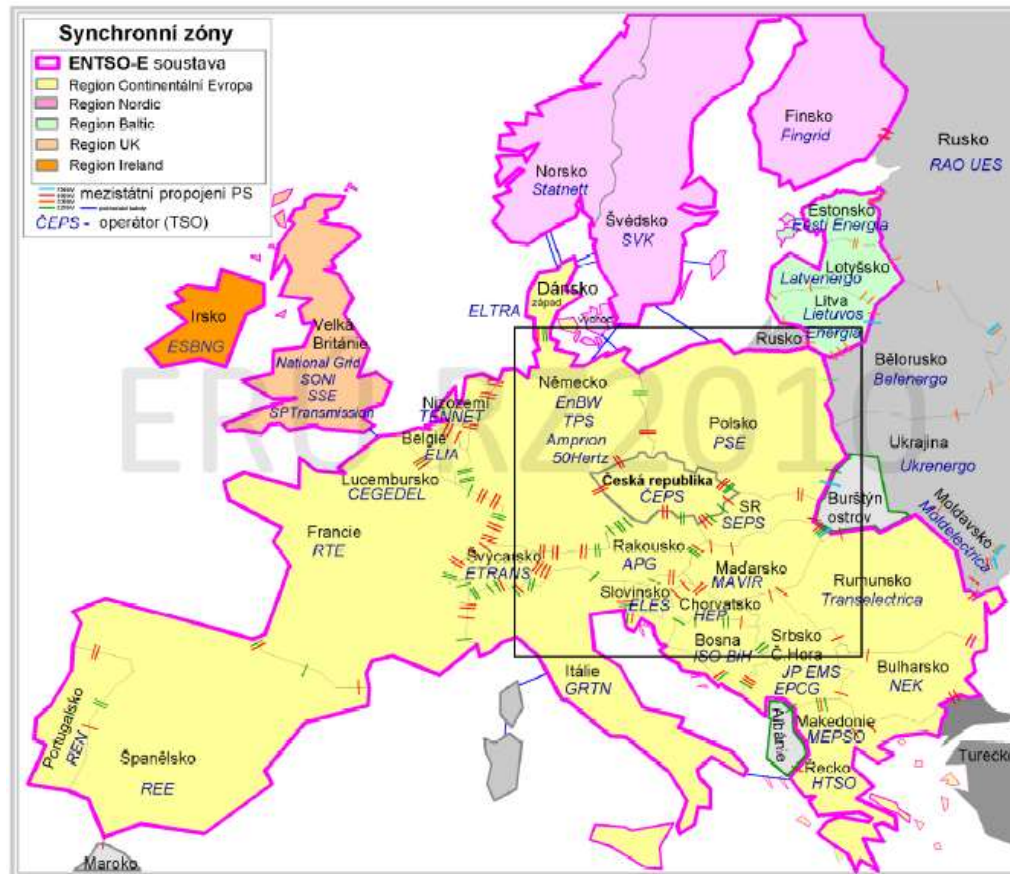 Synchronní zóny
ENTSO-E soustava
Region Continentální Evropa
Region Nordic
Region Baltic
Region UK
Region Ireland
mezistátní propojení PS
ČEPS - operátor (TSO)
Finsko
Fingrid
Rusko
RAO UES
Norsko
Statnett
Švédsko
SVK
Estonsko
Eesti Energia
Lotyšsko
Latvenergo
Litva
Lietuvos
Energia
Dánsko
západ
ELTRA
Rusko
Irsko
ESBNG
Velká
Británie
National Grid
SONI
SSE
SPTransmission
Bělorusko
Belenergo
Německo
EnBW
TPS
Amprion
50Hertz
Nizozemí
TENNET
Belgie
ELIA
Polsko
PSE
ERU RZ2010
Ukrajina
Ukrenergo
Lucembursko
CEGEDEL
Česká republika
ČEPS
Burštýn
ostrov
Moldavsko
Moldelectrica
SR
SEPS
Francie
RTE
Švýcarsko
ETRANS
Rakousko
APG
Maďarsko
MAVIR
Rumunsko
Transelectrica
Slovinsko
ELES
Chorvatsko
HEP
Bosna
ISO BiH
Srbsko
Č.Hora
JP EMS
EPCG
Bulharsko
NEK
Itálie
GRTN
Albánie
Makedonie
MEPSO
Řecko
HTSO
Turecko
Portugalsko
REN
Španělsko
REE
Maroko